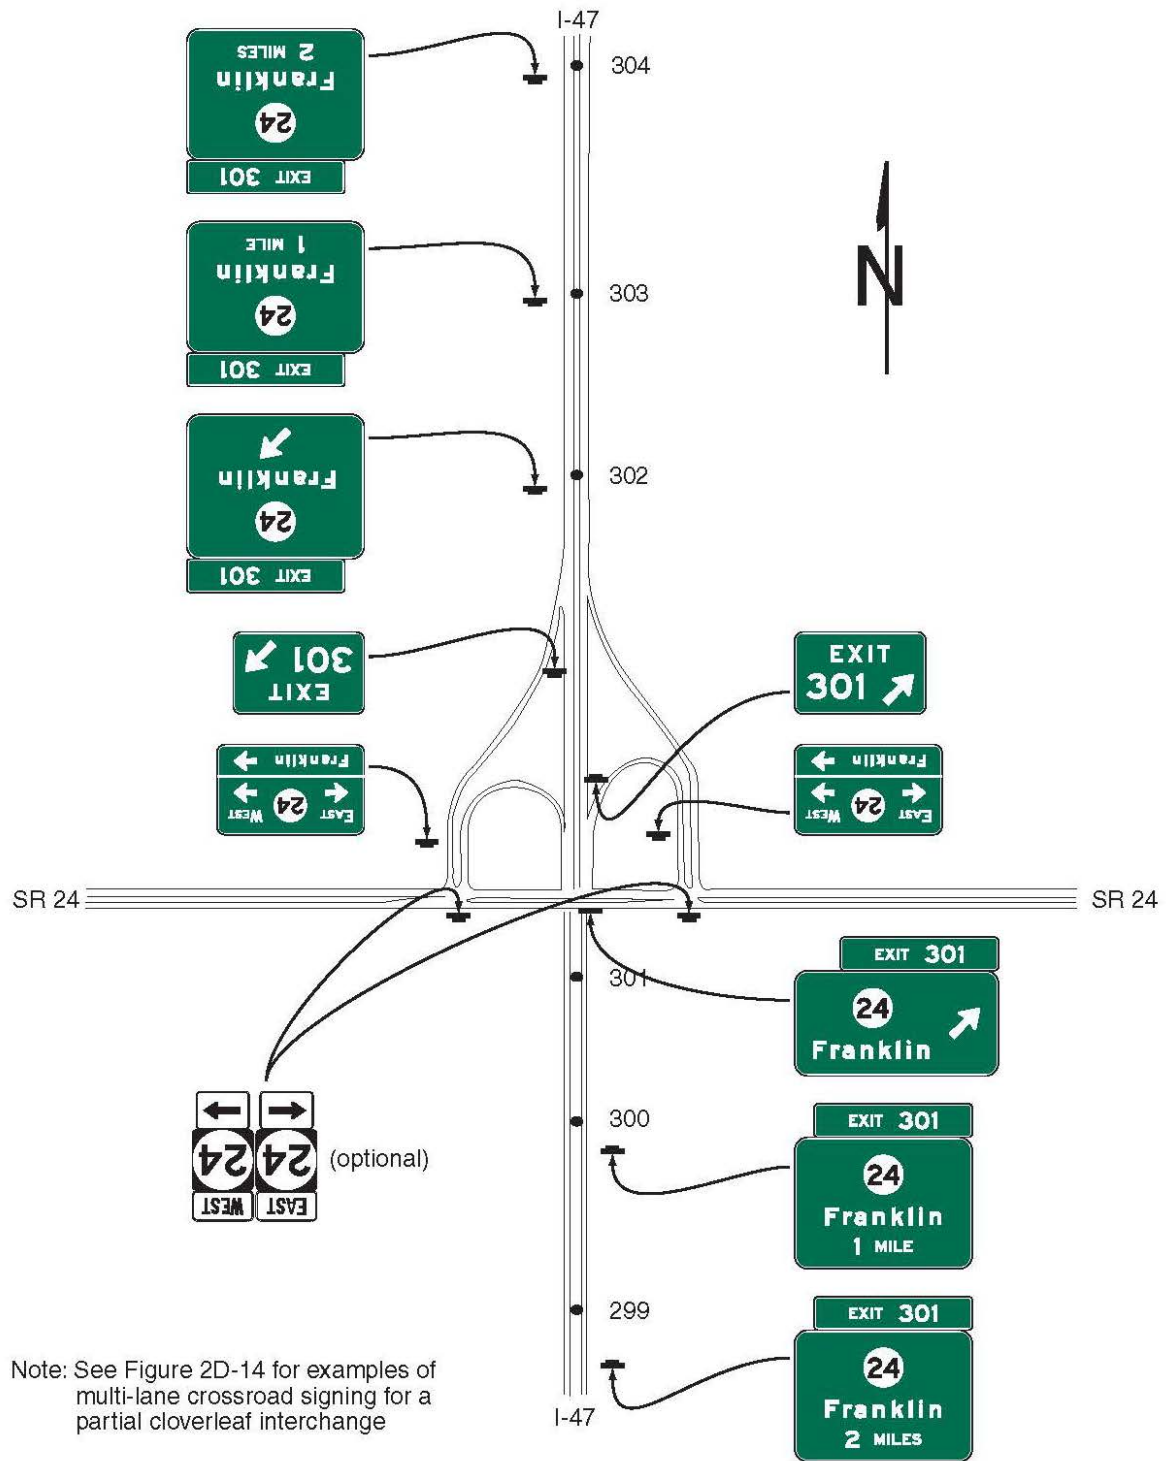 I-47
304
2 MILES
Franklin
24
EXIT 301
N
303
1 MILE
Franklin
24
EXIT 301
302
Franklin
24
EXIT 301
EXIT
301
EXIT
301
Franklin
EAST 24 WEST
Franklin
EAST 24 WEST
SR 24
SR 24
301
EXIT 301
24
Franklin
24 24
WEST EAST
(optional)
300
EXIT 301
24
Franklin
1 MILE
299
EXIT 301
24
Franklin
2 MILES
I-47
Note: See Figure 2D-14 for examples of
multi-lane crossroad signing for a
partial cloverleaf interchange